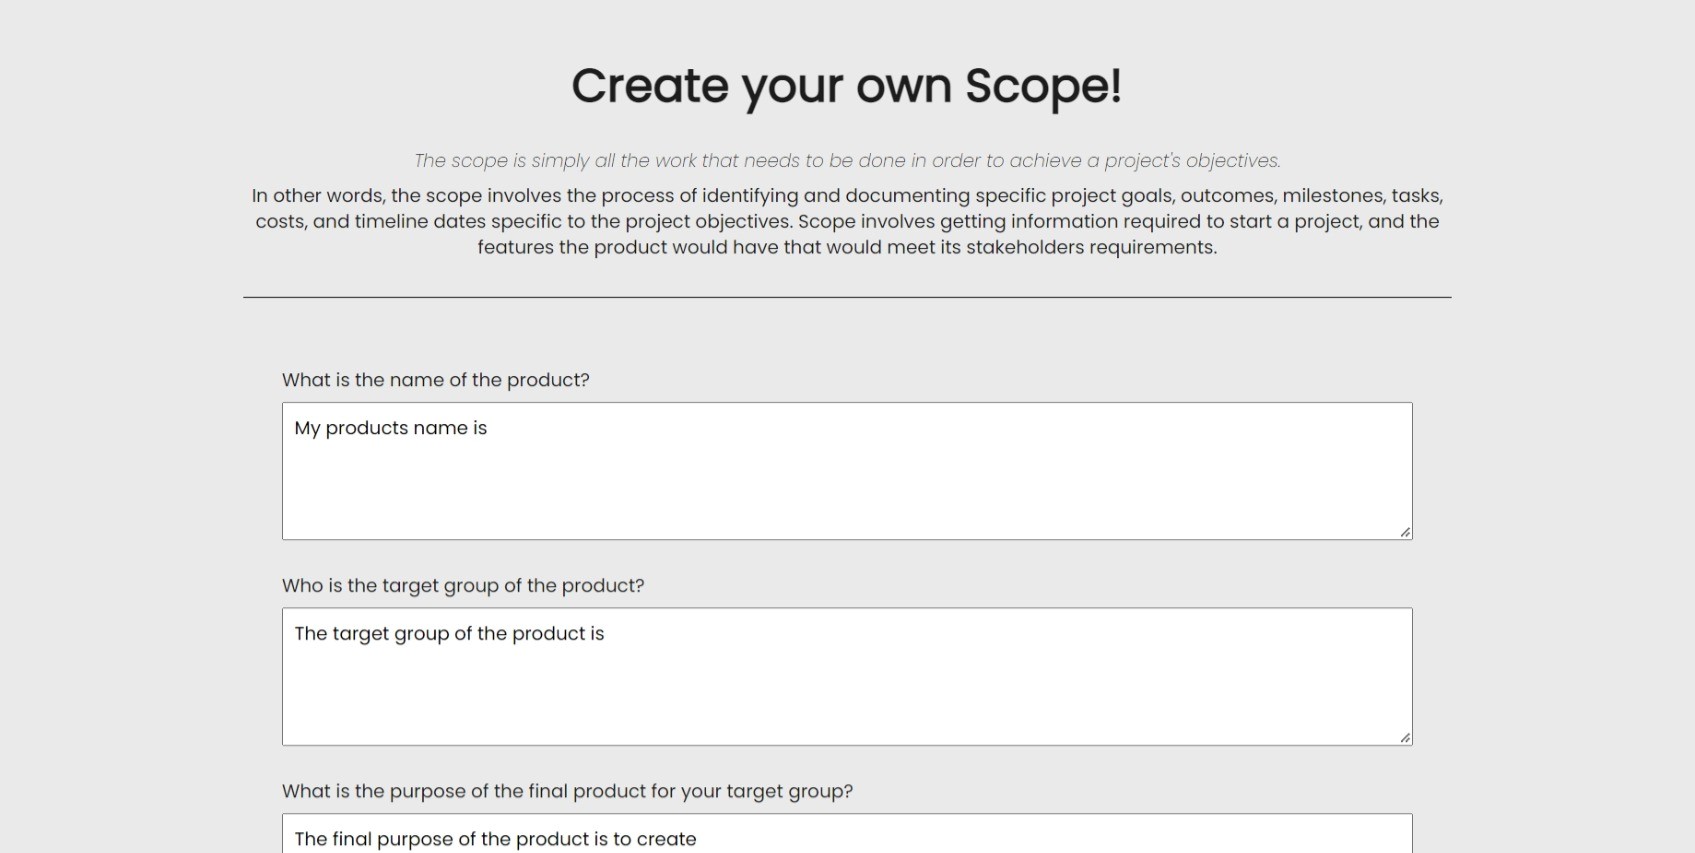 Create your own Scope!
The scope is simply all the work that needs to be done in order to achieve a project's objectives.
In other words, the scope involves the process of identifying and documenting specific project goals, outcomes, milestones, tasks,
costs, and timeline dates specific to the project objectives. Scope involves getting information required to start a project, and the
features the product would have that would meet its stakeholders requirements.
What is the name of the product?
My products name is
Who is the target group of the product?
The target group of the product is
What is the purpose of the final product for your target group?
The final purpose of the product is to create